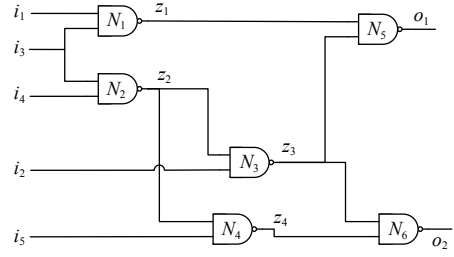 i₁ N₁ z₁ N₅ o₁
i₃
i₄ N₂ z₂
i₂ N₃ z₃
i₅ N₄ z₄ N₆ o₂